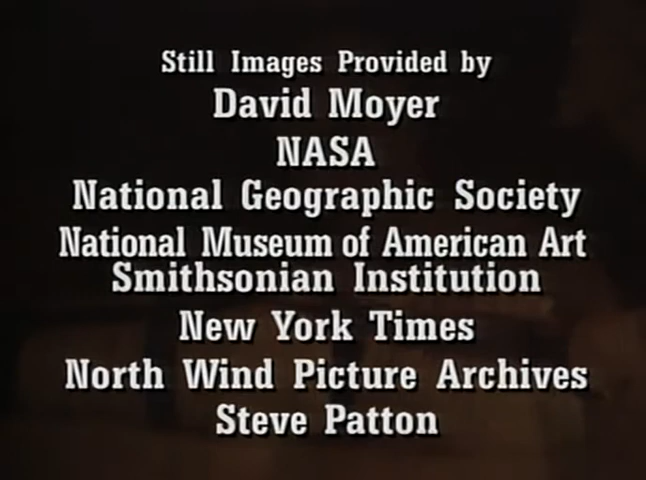 Still Images Provided by
David Moyer
NASA
National Geographic Society
National Museum of American Art
Smithsonian Institution
New York Times
North Wind Picture Archives
Steve Patton